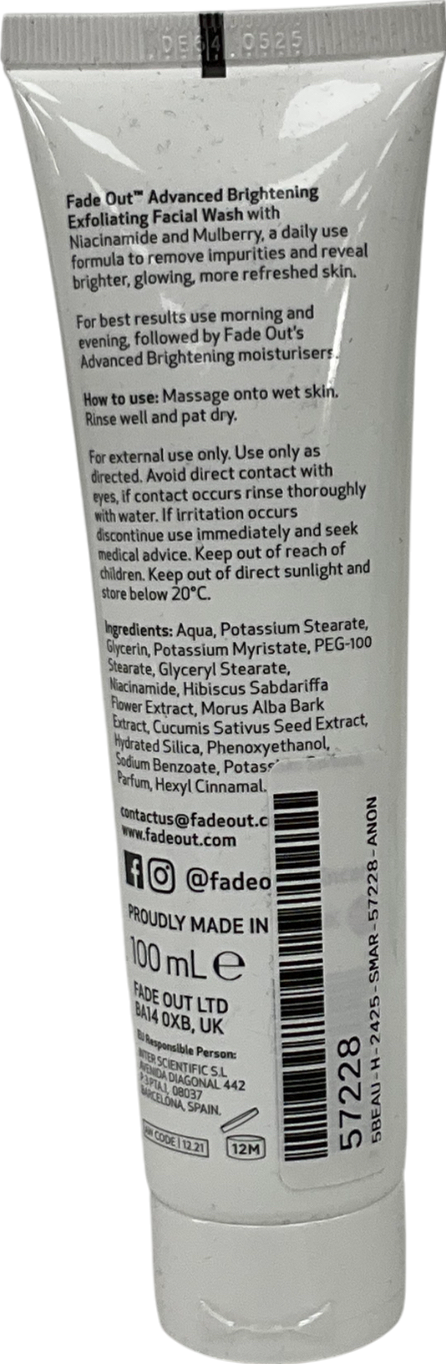 DE64 0525
Fade Out™ Advanced Brightening
Exfoliating Facial Wash with
Niacinamide and Mulberry, a daily use
formula to remove impurities and reveal
brighter, glowing, more refreshed skin.
For best results use morning and
evening, followed by Fade Out's
Advanced Brightening moisturisers.
How to use: Massage onto wet skin.
Rinse well and pat dry.
For external use only. Use only as
directed. Avoid direct contact with
eyes, if contact occurs rinse thoroughly
with water. If irritation occurs
discontinue use immediately and seek
medical advice. Keep out of reach of
children. Keep out of direct sunlight and
store below 20°C.
Ingredients: Aqua, Potassium Stearate,
Glycerin, Potassium Myristate, PEG-100
Stearate, Glyceryl Stearate,
Niacinamide, Hibiscus Sabdariffa
Flower Extract, Morus Alba Bark
Extract, Cucumis Sativus Seed Extract,
Hydrated Silica, Phenoxyethanol,
Sodium Benzoate, Potass
Parfum, Hexyl Cinnamal.
contactus@fadeout.c
www.fadeout.com
@fadeo
PROUDLY MADE IN
100 mL e
FADE OUT LTD
BA14 0XB, UK
EU Responsible Person:
INTER SCIENTIFIC S.L
AVENIDA DIAGONAL 442
P.3 PTA.1, 08037
BARCELONA, SPAIN.
CODE | 12.21
12M
57228
5BEAU-H-2425-SMAR-57228-ANON